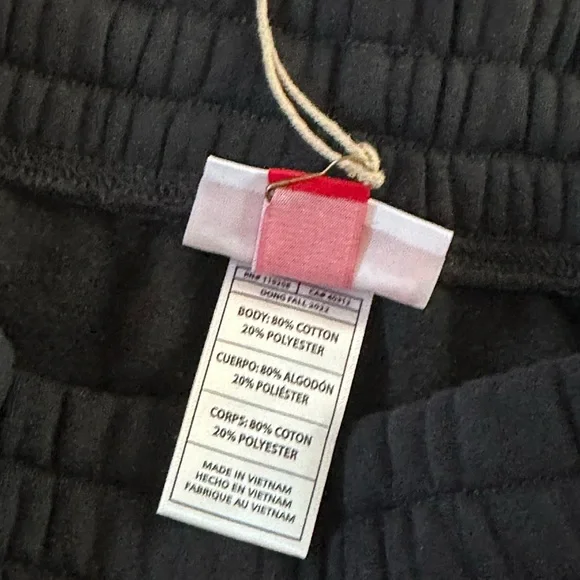 DONG FALL 2022
BODY: 80% COTTON
20% POLYESTER
CUERPO: 80% ALGODÓN
20% POLIÉSTER
CORPS: 80% COTON
20% POLYESTER
MADE IN VIETNAM
HECHO EN VIETNAM
FABRIQUE AU VIETNAM